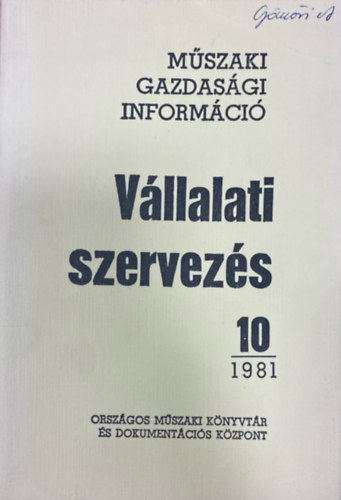 MŰSZAKI
GAZDASÁGI
INFORMÁCIÓ
Vállalati
szervezés
10
1981
ORSZÁGOS MŰSZAKI KÖNYVTÁR
ÉS DOKUMENTÁCIÓS KÖZPONT